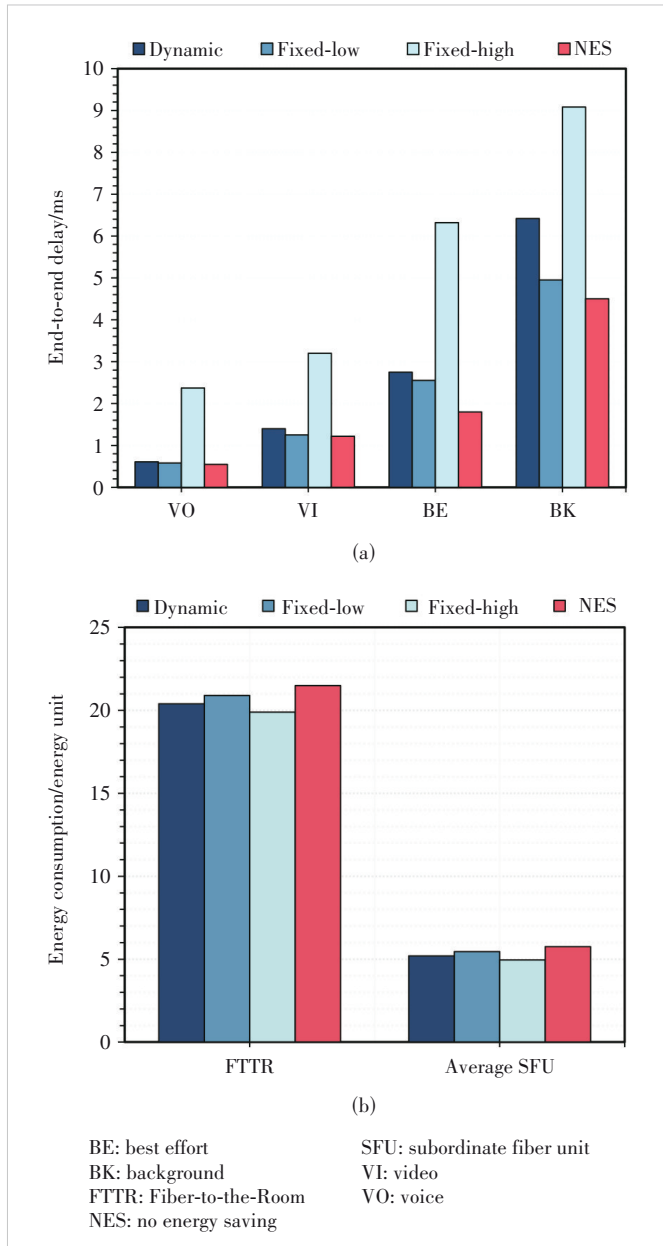 Dynamic Fixed-low Fixed-high NES
10
9
8
7
6
5
4
3
2
1
0
End-to-end delay/ms
VO VI BE BK
(a)
Dynamic Fixed-low Fixed-high NES
25
20
15
10
5
0
Energy consumption/energy unit
FTTR Average SFU
(b)
BE: best effort SFU: subordinate fiber unit
BK: background VI: video
FTTR: Fiber-to-the-Room VO: voice
NES: no energy saving